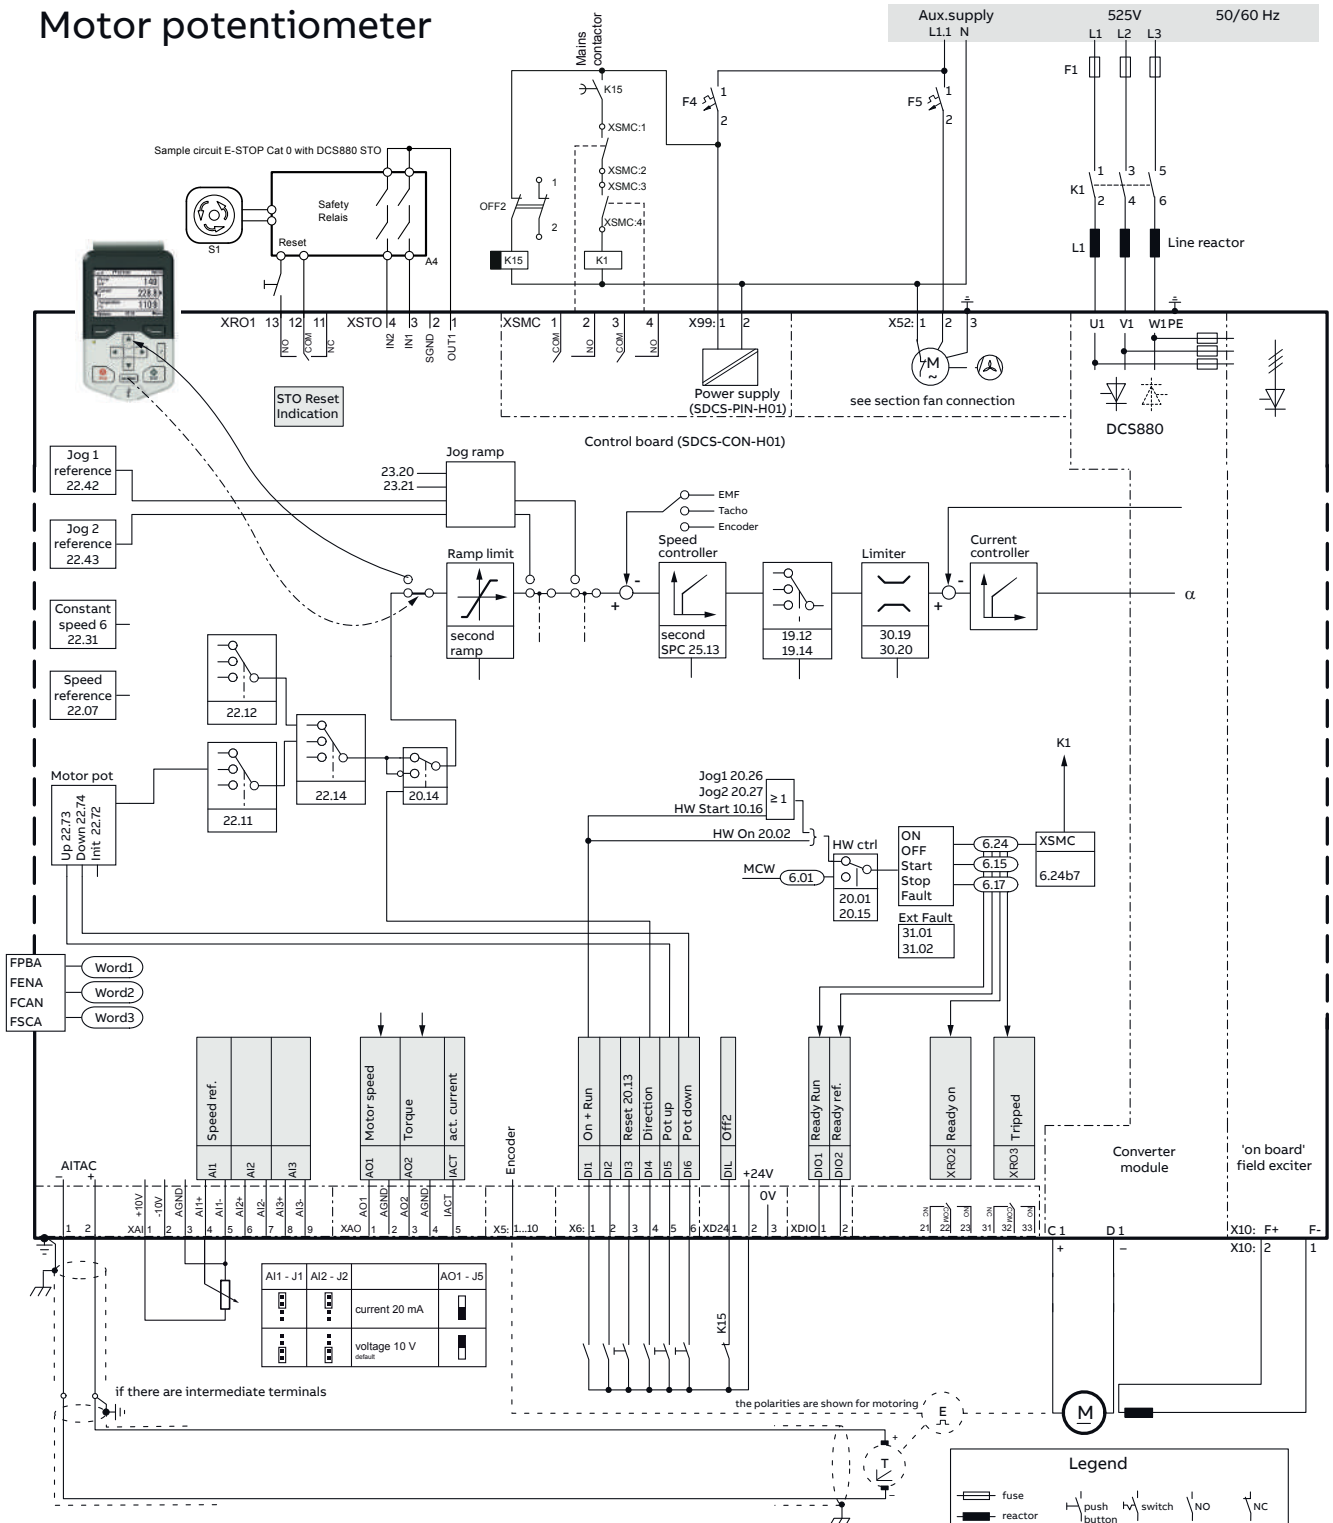 Motor potentiometer
Aux.supply
525V
50/60 Hz
L1.1 N
L1 L2 L3
Mains
contactor
F1
K15
F4
1
2
F5
1
2
XSMC:1
XSMC:2
XSMC:3
XSMC:4
Sample circuit E-STOP Cat 0 with DCS880 STO
Safety
Relais
Reset
S1
A4
OFF2
1
2
K15
K1
K1
1 3 5
2 4 6
L1
Line reactor
XRO1 13 12 11
XSTO 4 3 2 1
XSMC 1 2 3 4
X99: 1 2
X52: 1 2 3
U1 V1 W1 PE
NO
COM
NC
IN2
IN1
SGND
OUT1
COM
NO
COM
NO
STO Reset
Indication
Power supply
(SDCS-PIN-H01)
M
~
see section fan connection
DCS880
Control board (SDCS-CON-H01)
Jog 1
reference
22.42
Jog 2
reference
22.43
Constant
speed 6
22.31
Speed
reference
22.07
Jog ramp
23.20
23.21
EMF
Tacho
Encoder
Ramp limit
second
ramp
Speed
controller
second
SPC 25.13
-
+
19.12
19.14
Limiter
30.19
30.20
Current
controller
-
+
α
22.12
22.14
22.11
20.14
Motor pot
Up 22.73
Down 22.74
Init 22.72
Jog1 20.26
Jog2 20.27
HW Start 10.16
≥ 1
HW On 20.02
MCW
6.01
HW ctrl
20.01
20.15
ON
OFF
Start
Stop
Fault
6.24
6.15
6.17
K1
XSMC
6.24b7
Ext Fault
31.01
31.02
FPBA
FENA
FCAN
FSCA
Word1
Word2
Word3
Speed ref.
AI1
AI2
AI3
Motor speed
Torque
act. current
AO1
AO2
IACT
Encoder
On + Run
Reset 20.13
Direction
Pot up
Pot down
DI1
DI2
DI3
DI4
DI5
DI6
Off2
DIL
+24V
0V
Ready Run
Ready ref.
DIO1
DIO2
Ready on
XRO2
Tripped
XRO3
Converter
module
'on board'
field exciter
AITAC
− +
1 2
+10V
-10V
AGND
AI1+
AI1-
AI2+
AI2-
AI3+
AI3-
XAI 1 2 3 4 5 6 7 8 9
AO1
AGND
AO2
AGND
IACT
XAO 1 2 3 4 5
X5: 1...10
X6: 1 2 3 4 5 6
XD24 1 2 3
XDIO 1 2
NC
COM
NO
21 22 23
NC
COM
NO
31 32 33
C 1
+
D 1
−
X10: F+ F-
X10: 2 1
AI1 - J1
AI2 - J2
AO1 - J5
current 20 mA
voltage 10 V
default
K15
if there are intermediate terminals
the polarities are shown for motoring
E
M
T
+
−
Legend
fuse
reactor
push
button
switch
NO
NC